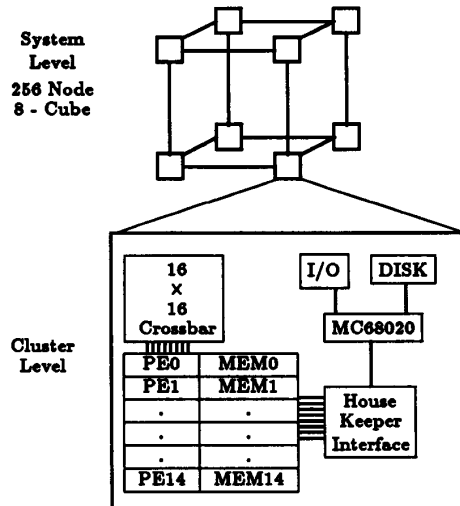 System
Level
256 Node
8 - Cube
16
x
16
Crossbar
I/O
DISK
MC68020
Cluster
Level
PE0 MEM0
PE1 MEM1
. .
. .
. .
PE14 MEM14
House
Keeper
Interface